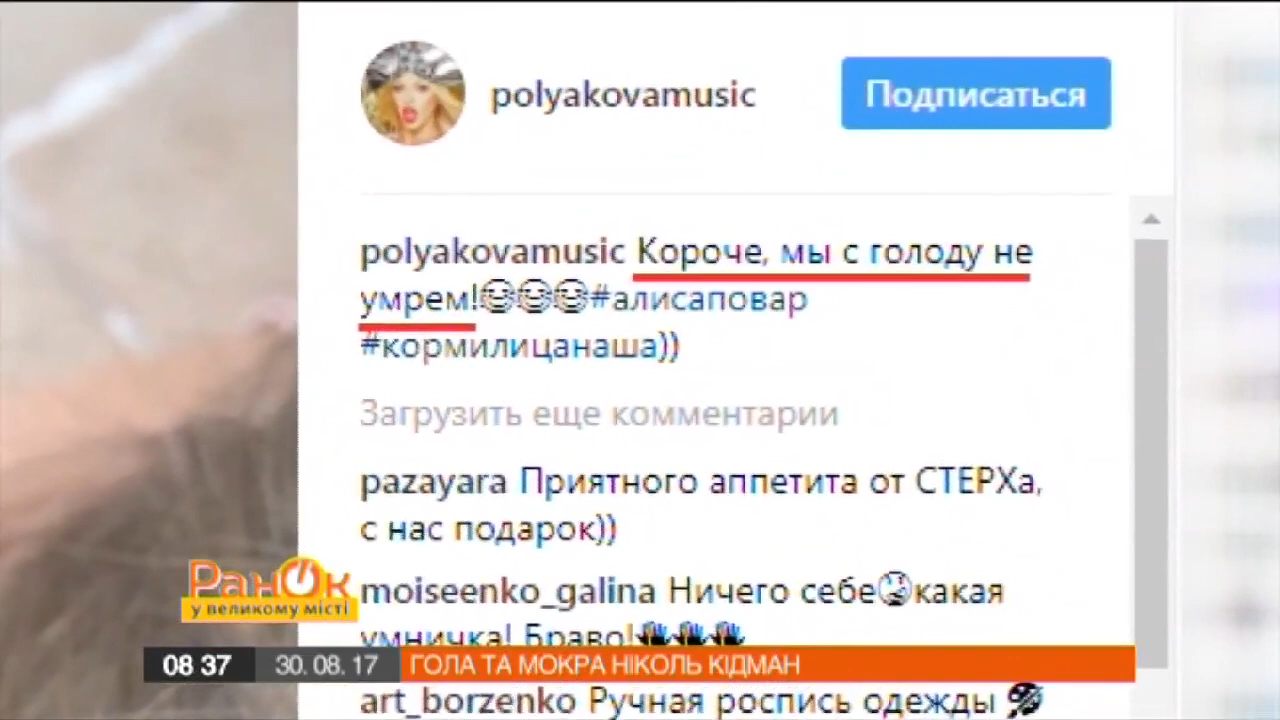 polyakovamusic
Подписаться
polyakovamusic Короче, мы с голоду не
умрем!😃😃😃#алисаповар
#кормилицанаша))
Загрузить еще комментарии
pazayara Приятного аппетита от СТЕРХа,
с нас подарок))
moiseenko_galina Ничего себе😘какая
умничка! Браво!👏👏👏
РанОк
у великому місті
08 37 30. 08. 17 ГОЛА ТА МОКРА НІКОЛЬ КІДМАН
art_borzenko Ручная роспись одежды 🎨